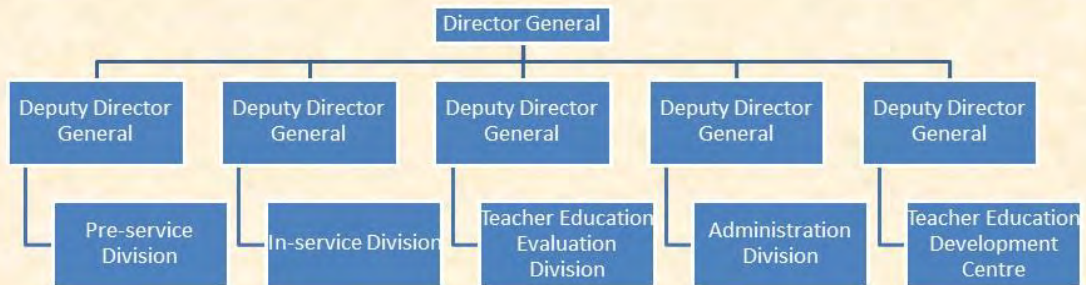 Director General
Deputy Director
General
Deputy Director
General
Deputy Director
General
Deputy Director
General
Deputy Director
General
Pre-service
Division
In-service Division
Teacher Education
Evaluation
Division
Administration
Division
Teacher Education
Development
Centre